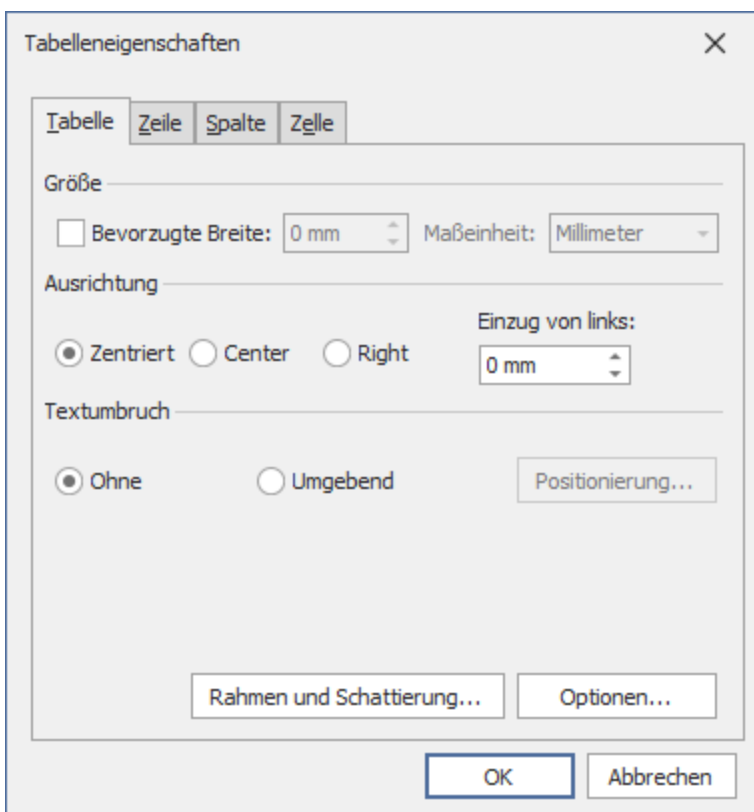 Tabelleneigenschaften
Tabelle Zeile Spalte Zelle
Größe
Bevorzugte Breite: 0 mm Maßeinheit: Millimeter
Ausrichtung
Einzug von links:
Zentriert Center Right 0 mm
Textumbruch
Ohne Umgebend Positionierung...
Rahmen und Schattierung... Optionen...
OK Abbrechen